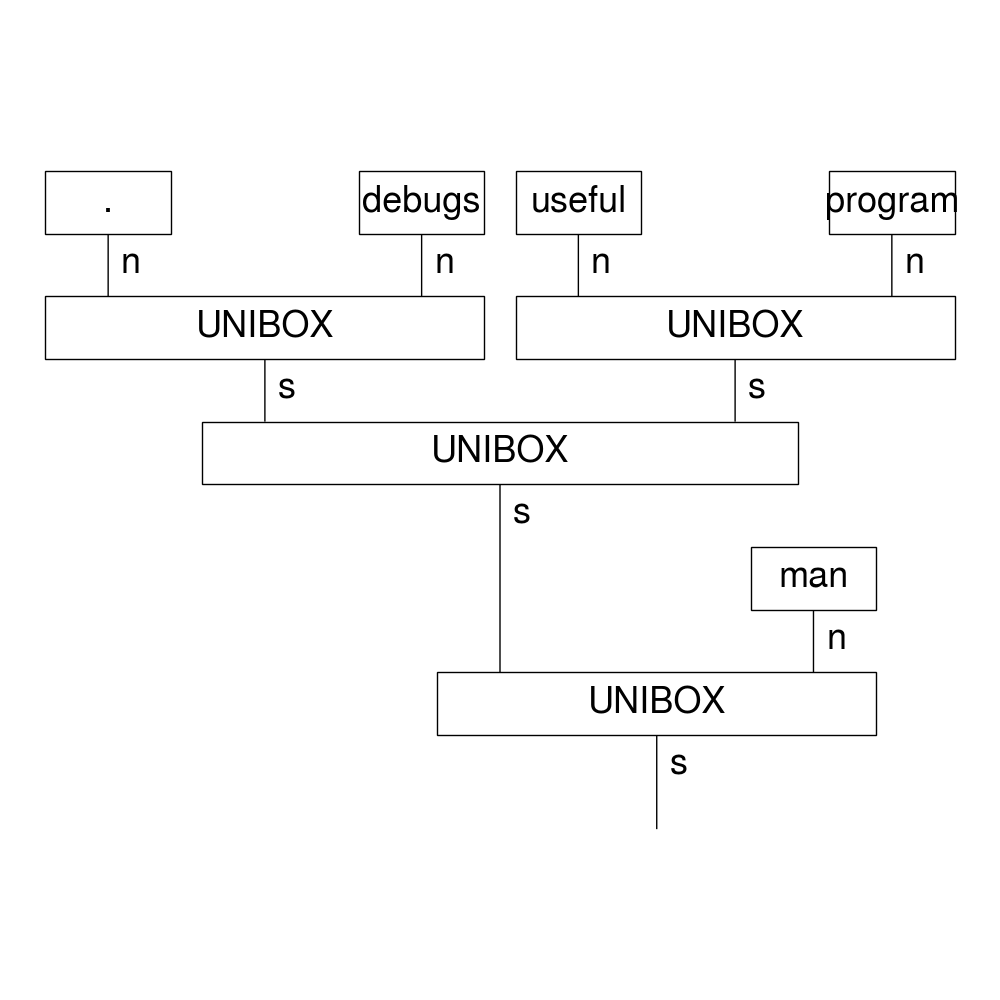 . debugs useful program
n n n n
UNIBOX UNIBOX
s s
UNIBOX
s
man
n
UNIBOX
s